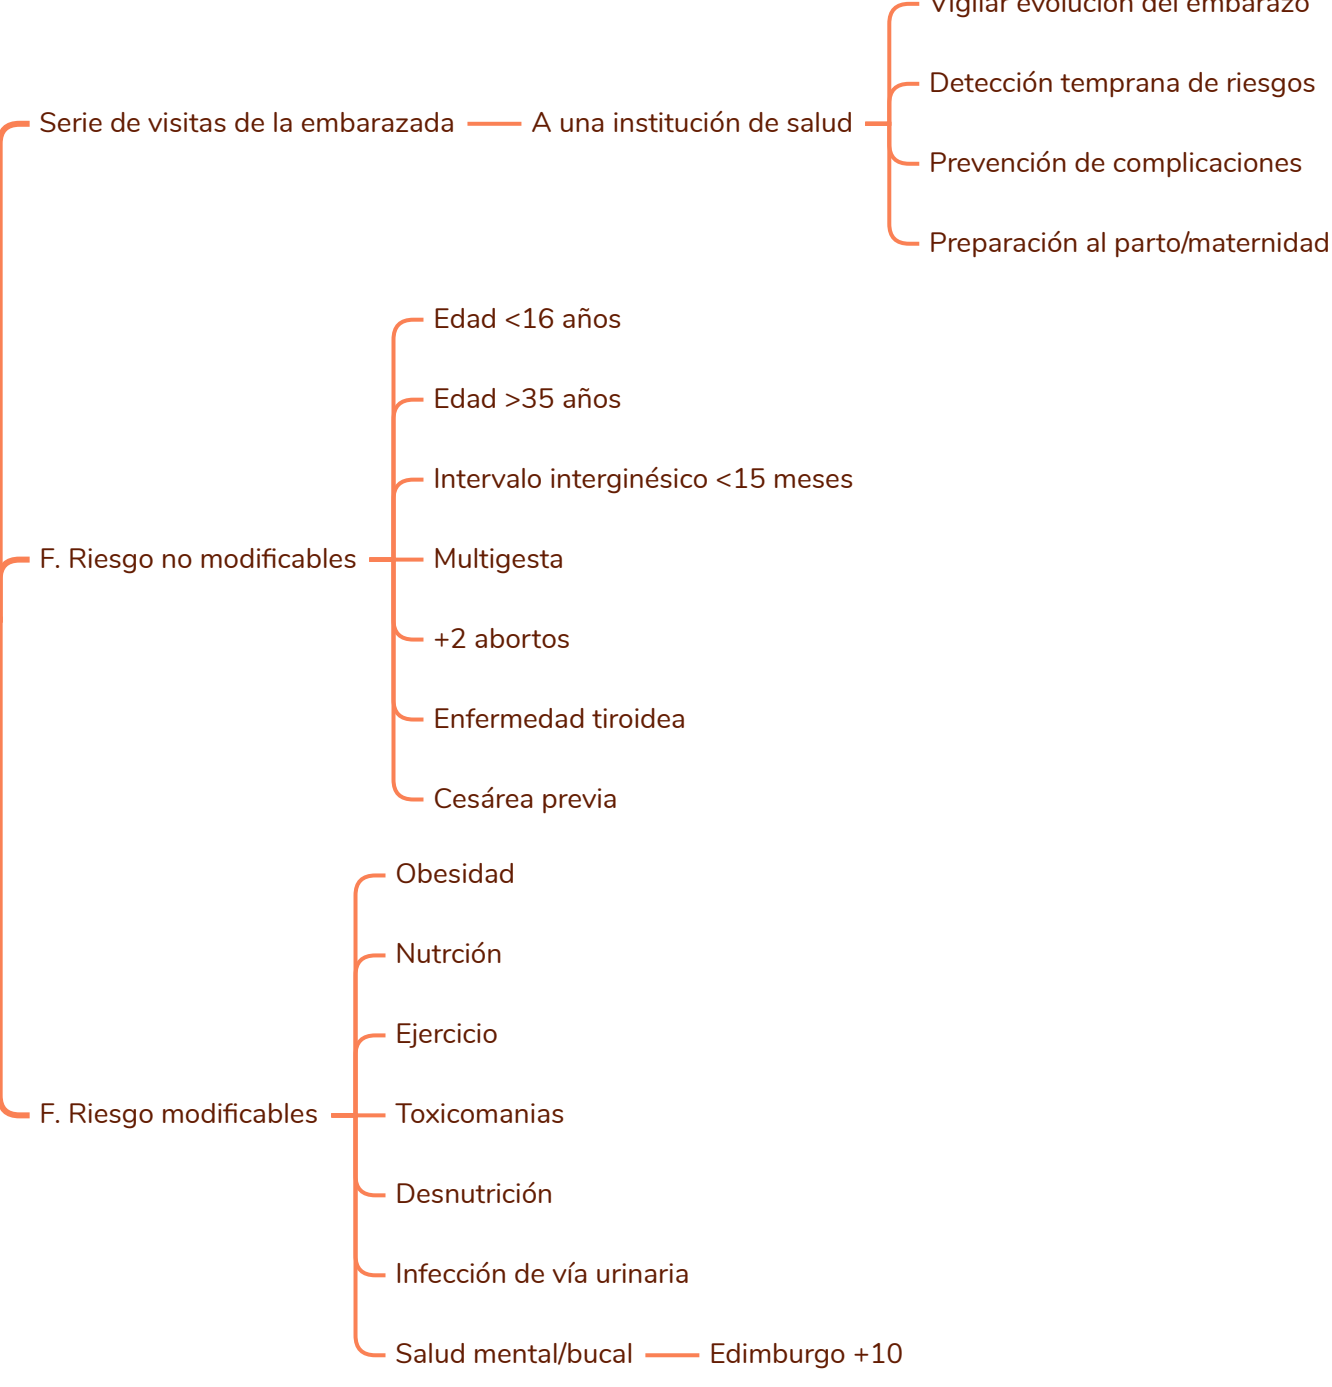 Vigilar evolución del embarazo
Detección temprana de riesgos
Serie de visitas de la embarazada
A una institución de salud
Prevención de complicaciones
Preparación al parto/maternidad
Edad <16 años
Edad >35 años
Intervalo interginésico <15 meses
F. Riesgo no modificables
Multigesta
+2 abortos
Enfermedad tiroidea
Cesárea previa
Obesidad
Nutrción
Ejercicio
F. Riesgo modificables
Toxicomanias
Desnutrición
Infección de vía urinaria
Salud mental/bucal
Edimburgo +10